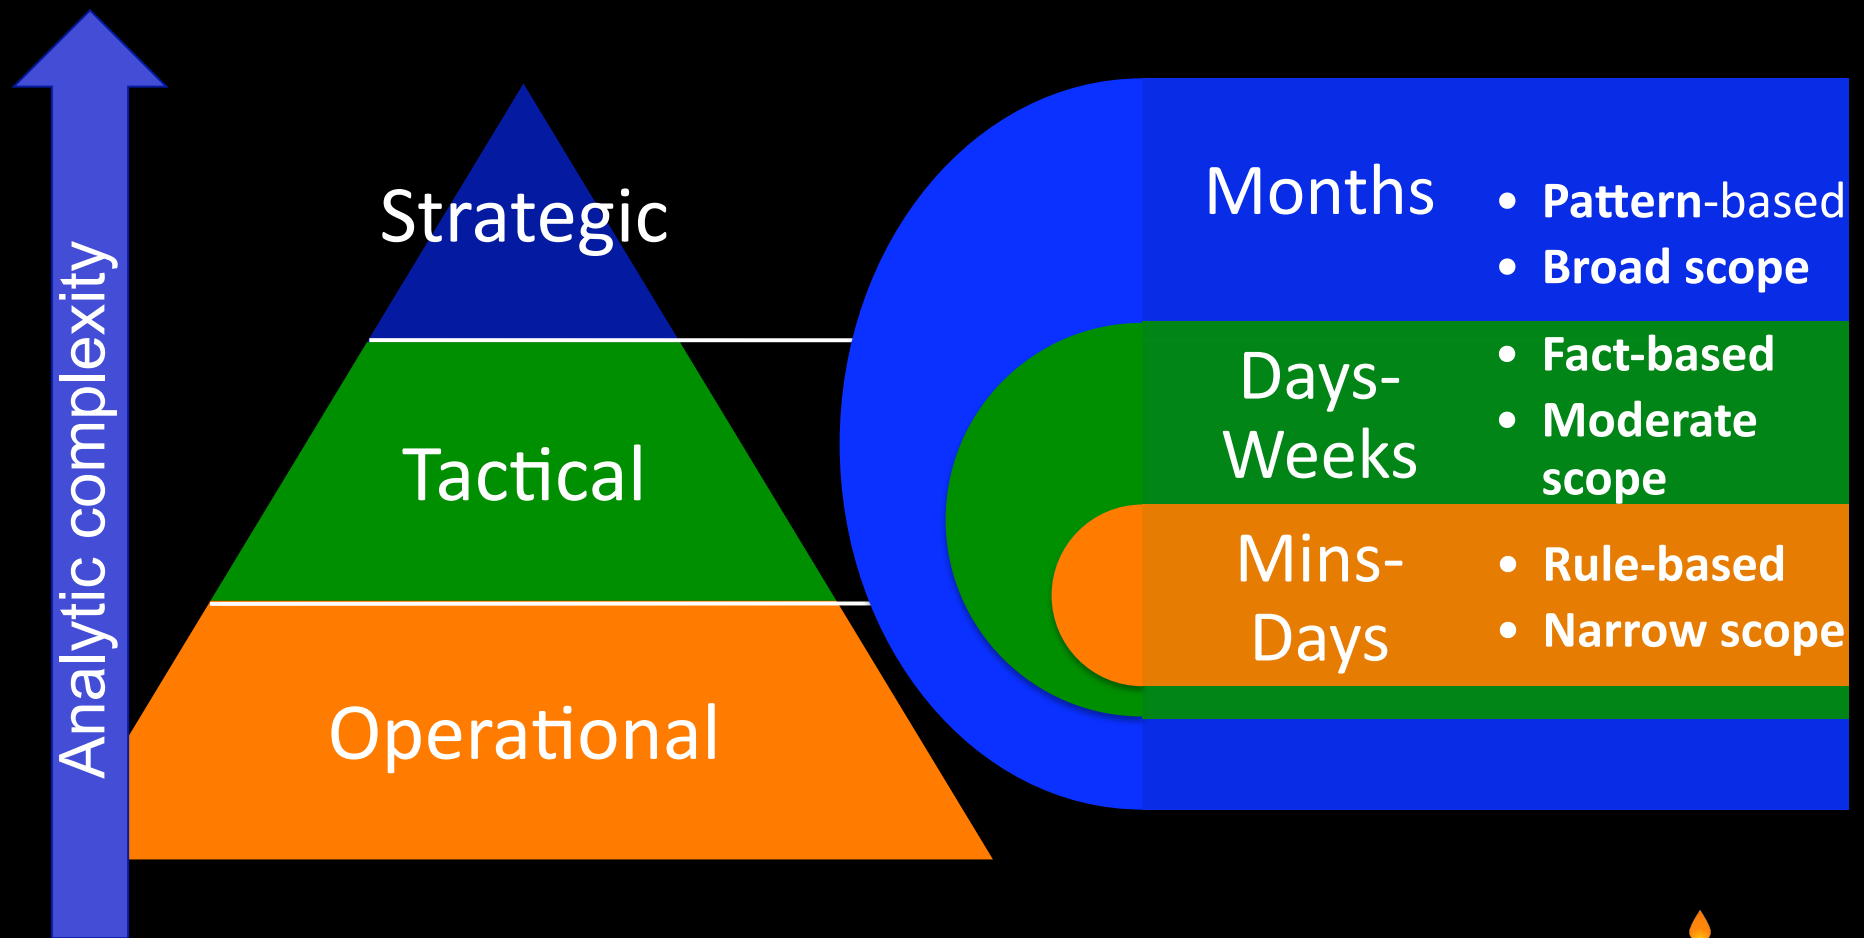 Analytic complexity
Strategic
Tactical
Operational
Months
• Pattern-based
• Broad scope
Days-
Weeks
• Fact-based
• Moderate
scope
Mins-
Days
• Rule-based
• Narrow scope